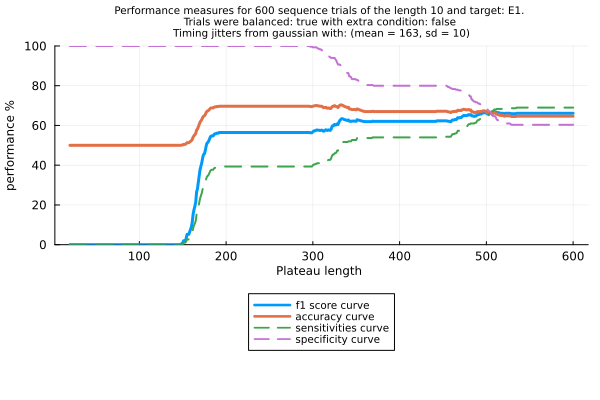 Performance measures for 600 sequence trials of the length 10 and target: E1.
Trials were balanced: true with extra condition: false
Timing jitters from gaussian with: (mean = 163, sd = 10)
performance %
100
80
60
40
20
0
100 200 300 400 500 600
Plateau length
f1 score curve
accuracy curve
sensitivities curve
specificity curve